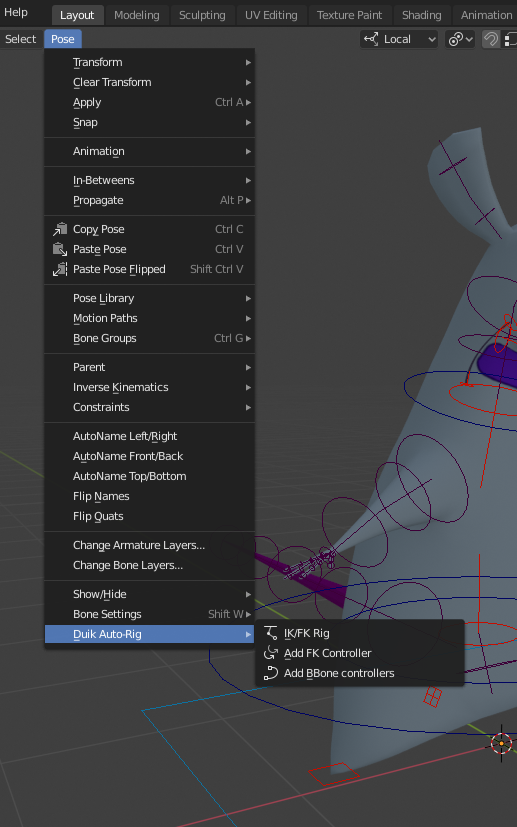 Help Layout Modeling Sculpting UV Editing Texture Paint Shading Animation
Select Pose Local
Transform
Clear Transform
Apply Ctrl A
Snap
Animation
In-Betweens
Propagate Alt P
Copy Pose Ctrl C
Paste Pose Ctrl V
Paste Pose Flipped Shift Ctrl V
Pose Library
Motion Paths
Bone Groups Ctrl G
Parent
Inverse Kinematics
Constraints
AutoName Left/Right
AutoName Front/Back
AutoName Top/Bottom
Flip Names
Flip Quats
Change Armature Layers...
Change Bone Layers...
Show/Hide
Bone Settings Shift W
Duik Auto-Rig
IK/FK Rig
Add FK Controller
Add BBone controllers